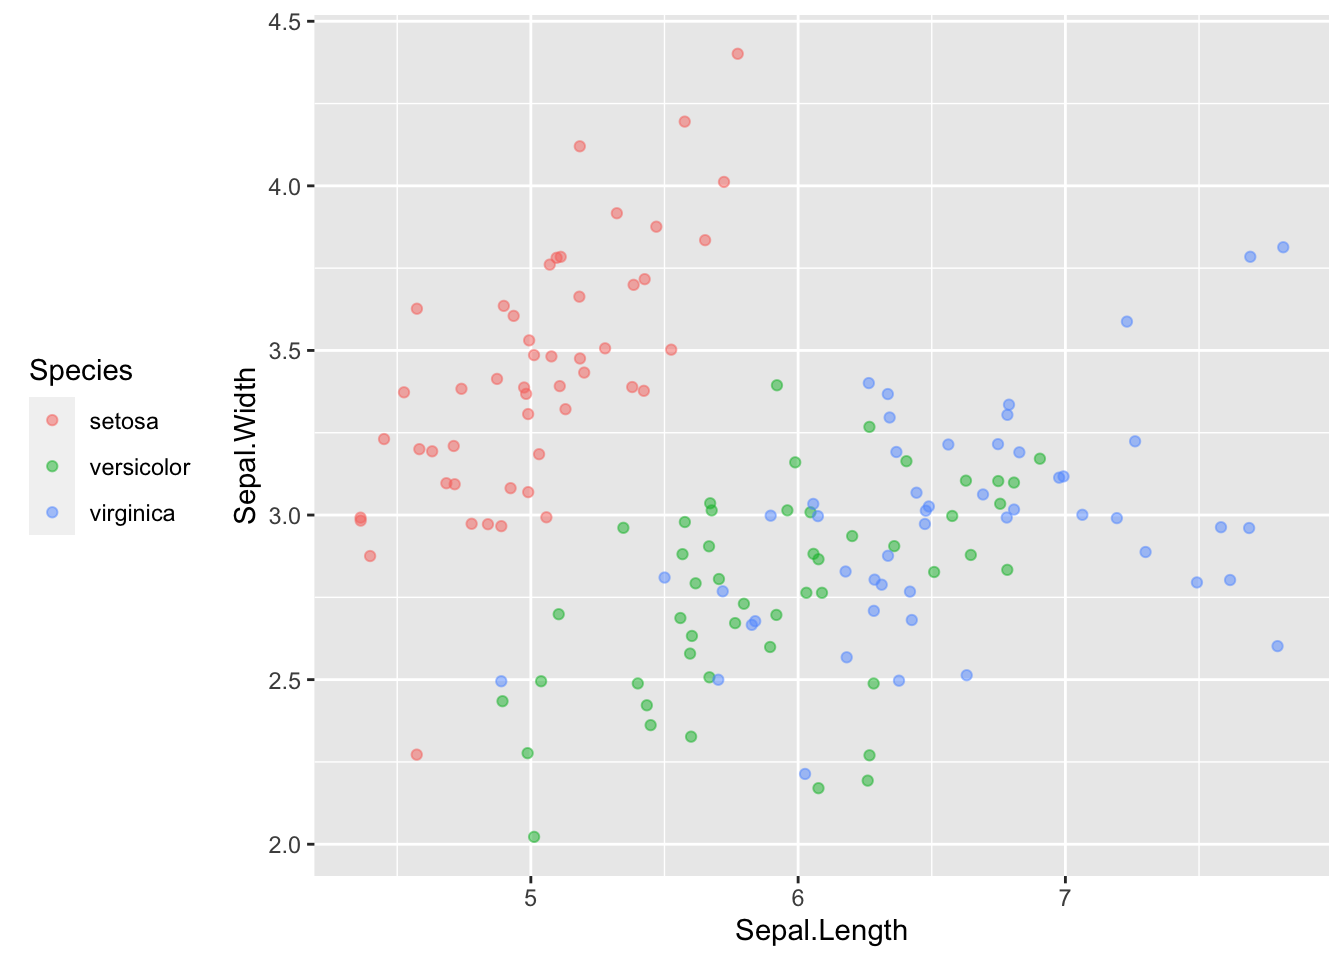 Species
setosa
versicolor
virginica
Sepal.Width
4.5
4.0
3.5
3.0
2.5
2.0
5 6 7
Sepal.Length